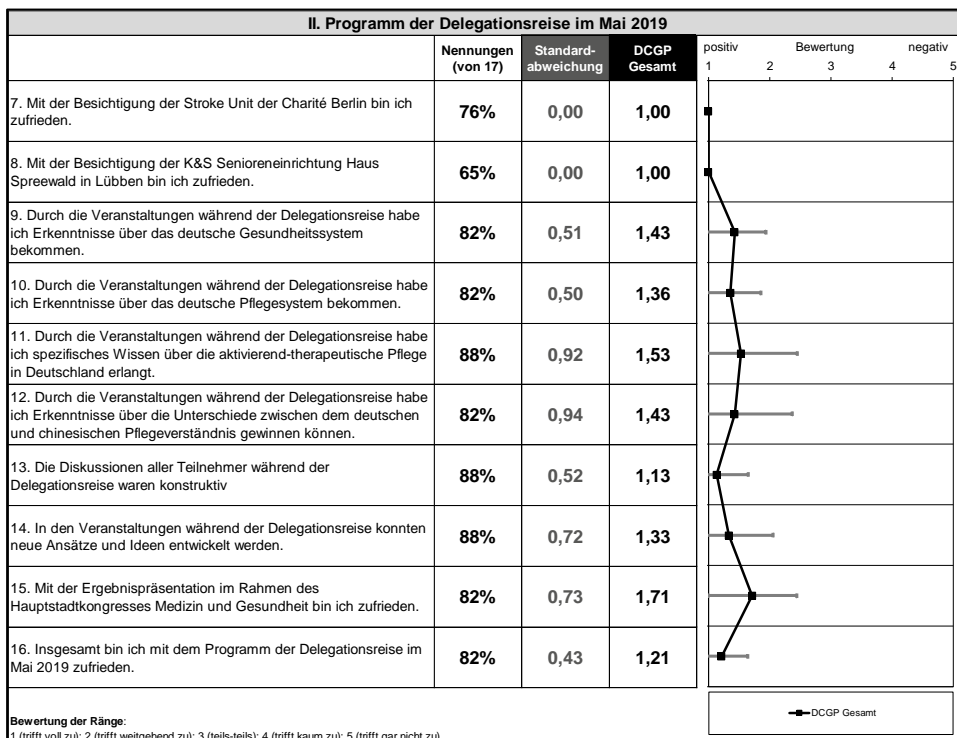 II. Programm der Delegationsreise im Mai 2019
Nennungen (von 17)
Standard-abweichung
DCGP Gesamt
positiv Bewertung negativ
1 2 3 4 5
7. Mit der Besichtigung der Stroke Unit der Charité Berlin bin ich
zufrieden.
76% 0,00 1,00
8. Mit der Besichtigung der K&S Senioreneinrichtung Haus
Spreewald in Lübben bin ich zufrieden.
65% 0,00 1,00
9. Durch die Veranstaltungen während der Delegationsreise habe
ich Erkenntnisse über das deutsche Gesundheitssystem
bekommen.
82% 0,51 1,43
10. Durch die Veranstaltungen während der Delegationsreise habe
ich Erkenntnisse über das deutsche Pflegesystem bekommen.
82% 0,50 1,36
11. Durch die Veranstaltungen während der Delegationsreise habe
ich spezifisches Wissen über die aktivierend-therapeutische Pflege
in Deutschland erlangt.
88% 0,92 1,53
12. Durch die Veranstaltungen während der Delegationsreise habe
ich Erkenntnisse über die Unterschiede zwischen dem deutschen
und chinesischen Pflegeverständnis gewinnen können.
82% 0,94 1,43
13. Die Diskussionen aller Teilnehmer während der
Delegationsreise waren konstruktiv
88% 0,52 1,13
14. In den Veranstaltungen während der Delegationsreise konnten
neue Ansätze und Ideen entwickelt werden.
88% 0,72 1,33
15. Mit der Ergebnispräsentation im Rahmen des
Hauptstadtkongresses Medizin und Gesundheit bin ich zufrieden.
82% 0,73 1,71
16. Insgesamt bin ich mit dem Programm der Delegationsreise im
Mai 2019 zufrieden.
82% 0,43 1,21
Bewertung der Ränge:
1 (trifft voll zu); 2 (trifft weitgehend zu); 3 (teils-teils); 4 (trifft kaum zu); 5 (trifft gar nicht zu)
DCGP Gesamt